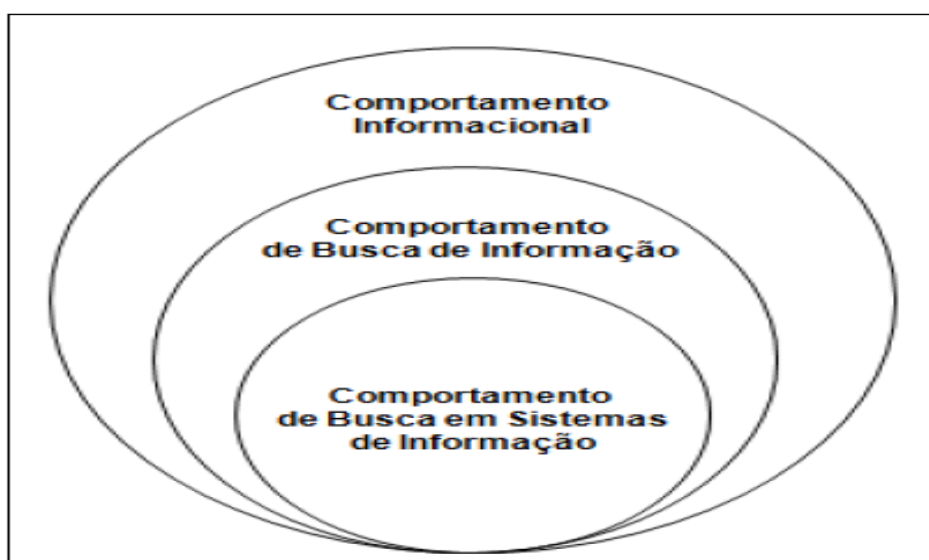 Comportamento
Informacional
Comportamento
de Busca de Informação
Comportamento
de Busca em Sistemas
de Informação